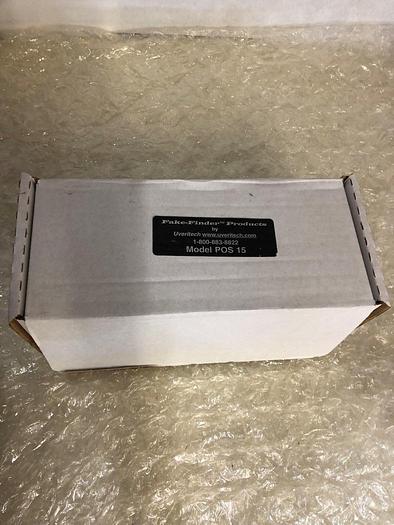 Fake-Finder™ Products
by
Uveritech www.uveritech.com
1-800-883-8822
Model POS 15